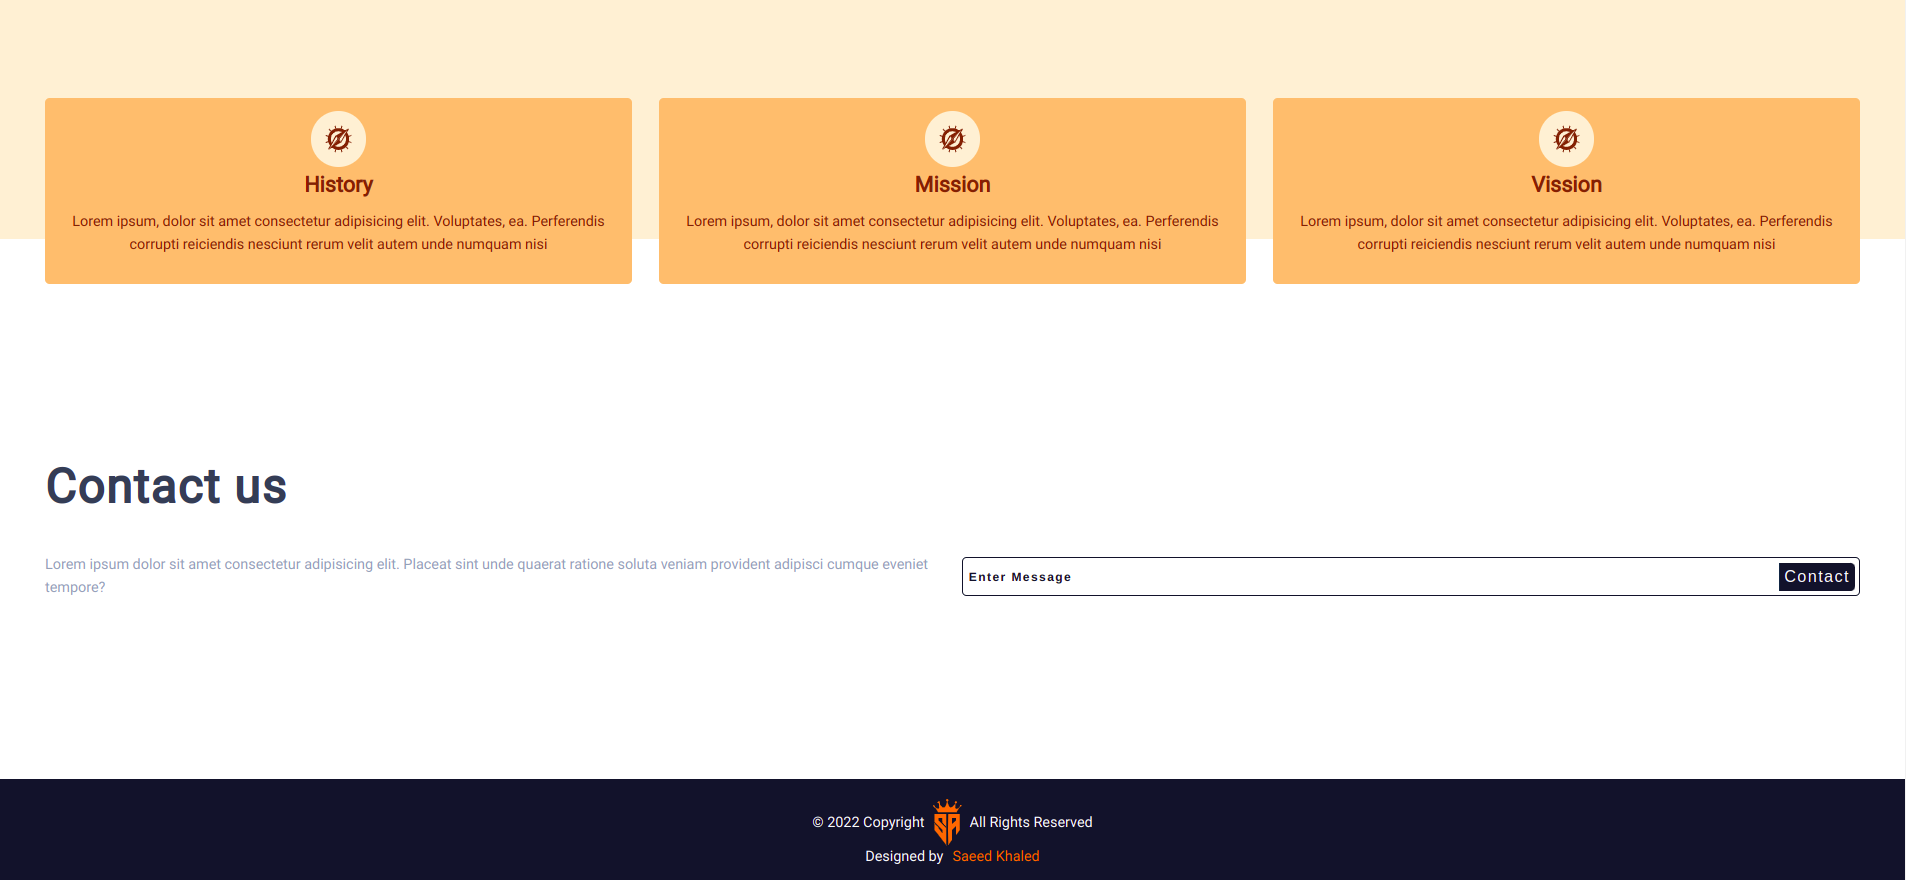 History
Lorem ipsum, dolor sit amet consectetur adipisicing elit. Voluptates, ea. Perferendis
corrupti reiciendis nesciunt rerum velit autem unde numquam nisi
Mission
Lorem ipsum, dolor sit amet consectetur adipisicing elit. Voluptates, ea. Perferendis
corrupti reiciendis nesciunt rerum velit autem unde numquam nisi
Vission
Lorem ipsum, dolor sit amet consectetur adipisicing elit. Voluptates, ea. Perferendis
corrupti reiciendis nesciunt rerum velit autem unde numquam nisi
Contact us
Lorem ipsum dolor sit amet consectetur adipisicing elit. Placeat sint unde quaerat ratione soluta veniam provident adipisci cumque eveniet
tempore?
Enter Message
Contact
© 2022 Copyright SA All Rights Reserved
Designed by Saeed Khaled